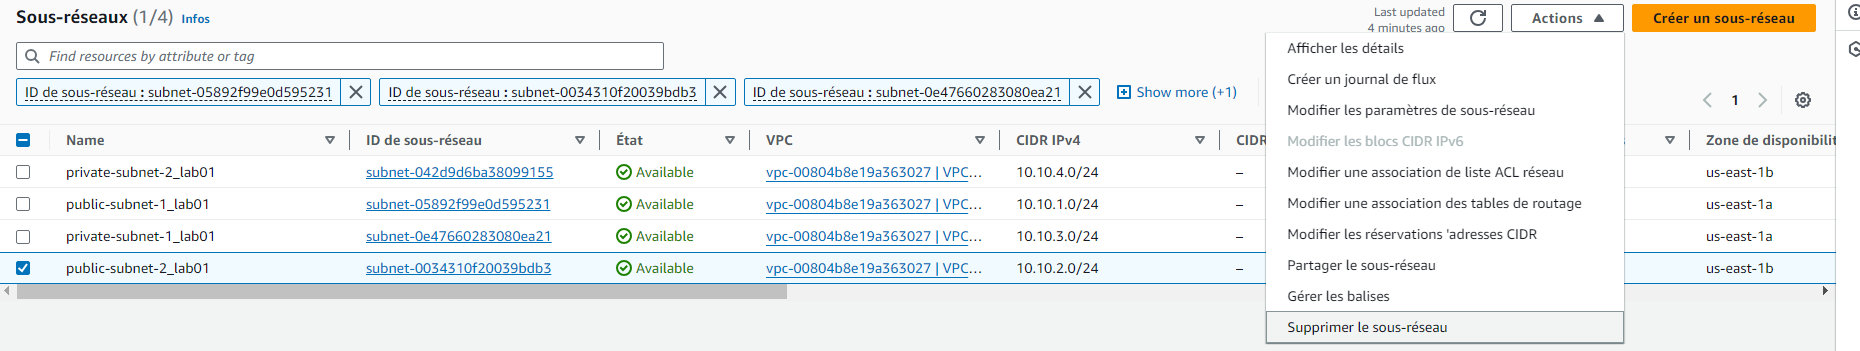 Sous-réseaux (1/4) Infos
Last updated
4 minutes ago
Actions
Créer un sous-réseau
Find resources by attribute or tag
ID de sous-réseau : subnet-05892f99e0d595231
ID de sous-réseau : subnet-0034310f20039bdb3
ID de sous-réseau : subnet-0e47660283080ea21
Show more (+1)
1
Name ID de sous-réseau État VPC CIDR IPv4 CIDR Zone de disponibilit
private-subnet-2_lab01 subnet-042d9d6ba38099155 Available vpc-00804b8e19a363027 | VPC… 10.10.4.0/24 – us-east-1b
public-subnet-1_lab01 subnet-05892f99e0d595231 Available vpc-00804b8e19a363027 | VPC… 10.10.1.0/24 – us-east-1a
private-subnet-1_lab01 subnet-0e47660283080ea21 Available vpc-00804b8e19a363027 | VPC… 10.10.3.0/24 – us-east-1a
public-subnet-2_lab01 subnet-0034310f20039bdb3 Available vpc-00804b8e19a363027 | VPC… 10.10.2.0/24 – us-east-1b
Afficher les détails
Créer un journal de flux
Modifier les paramètres de sous-réseau
Modifier les blocs CIDR IPv6
Modifier une association de liste ACL réseau
Modifier une association des tables de routage
Modifier les réservations 'adresses CIDR
Partager le sous-réseau
Gérer les balises
Supprimer le sous-réseau